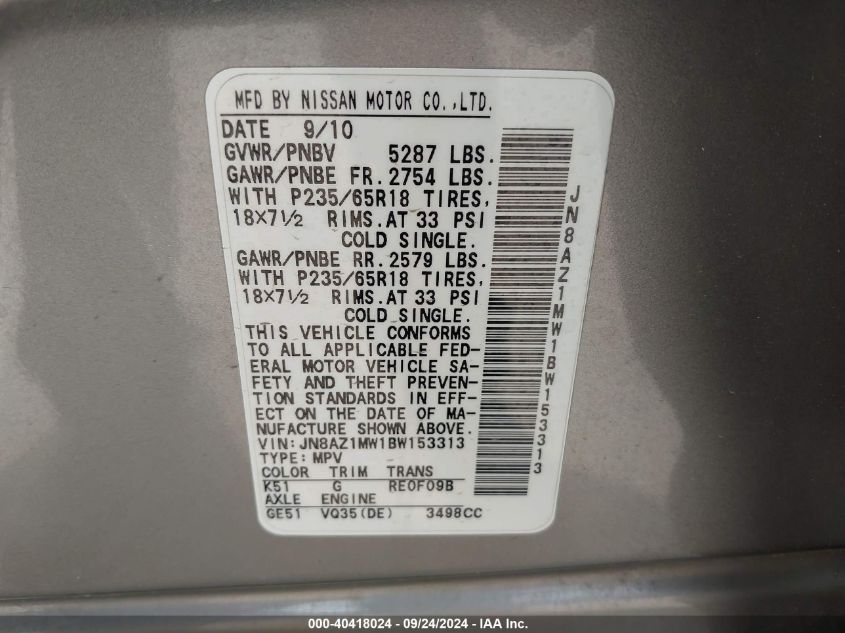 MFD BY NISSAN MOTOR CO.,LTD.
DATE 9/10
GVWR/PNBV 5287 LBS.
GAWR/PNBE FR. 2754 LBS.
WITH P235/65R18 TIRES,
18×7½ RIMS.AT 33 PSI
COLD SINGLE.
GAWR/PNBE RR. 2579 LBS.
WITH P235/65R18 TIRES,
18×7½ RIMS.AT 33 PSI
COLD SINGLE.
THIS VEHICLE CONFORMS
TO ALL APPLICABLE FED-
ERAL MOTOR VEHICLE SA-
FETY AND THEFT PREVEN-
TION STANDARDS IN EFF-
ECT ON THE DATE OF MA-
NUFACTURE SHOWN ABOVE.
VIN:JN8AZ1MW1BW153313
TYPE:MPV
COLOR TRIM TRANS
K51 G RE0F09B
AXLE ENGINE
GE51 VQ35(DE) 3498CC
JN8AZ1MW1BW153313
000-40418024 - 09/24/2024 - IAA Inc.